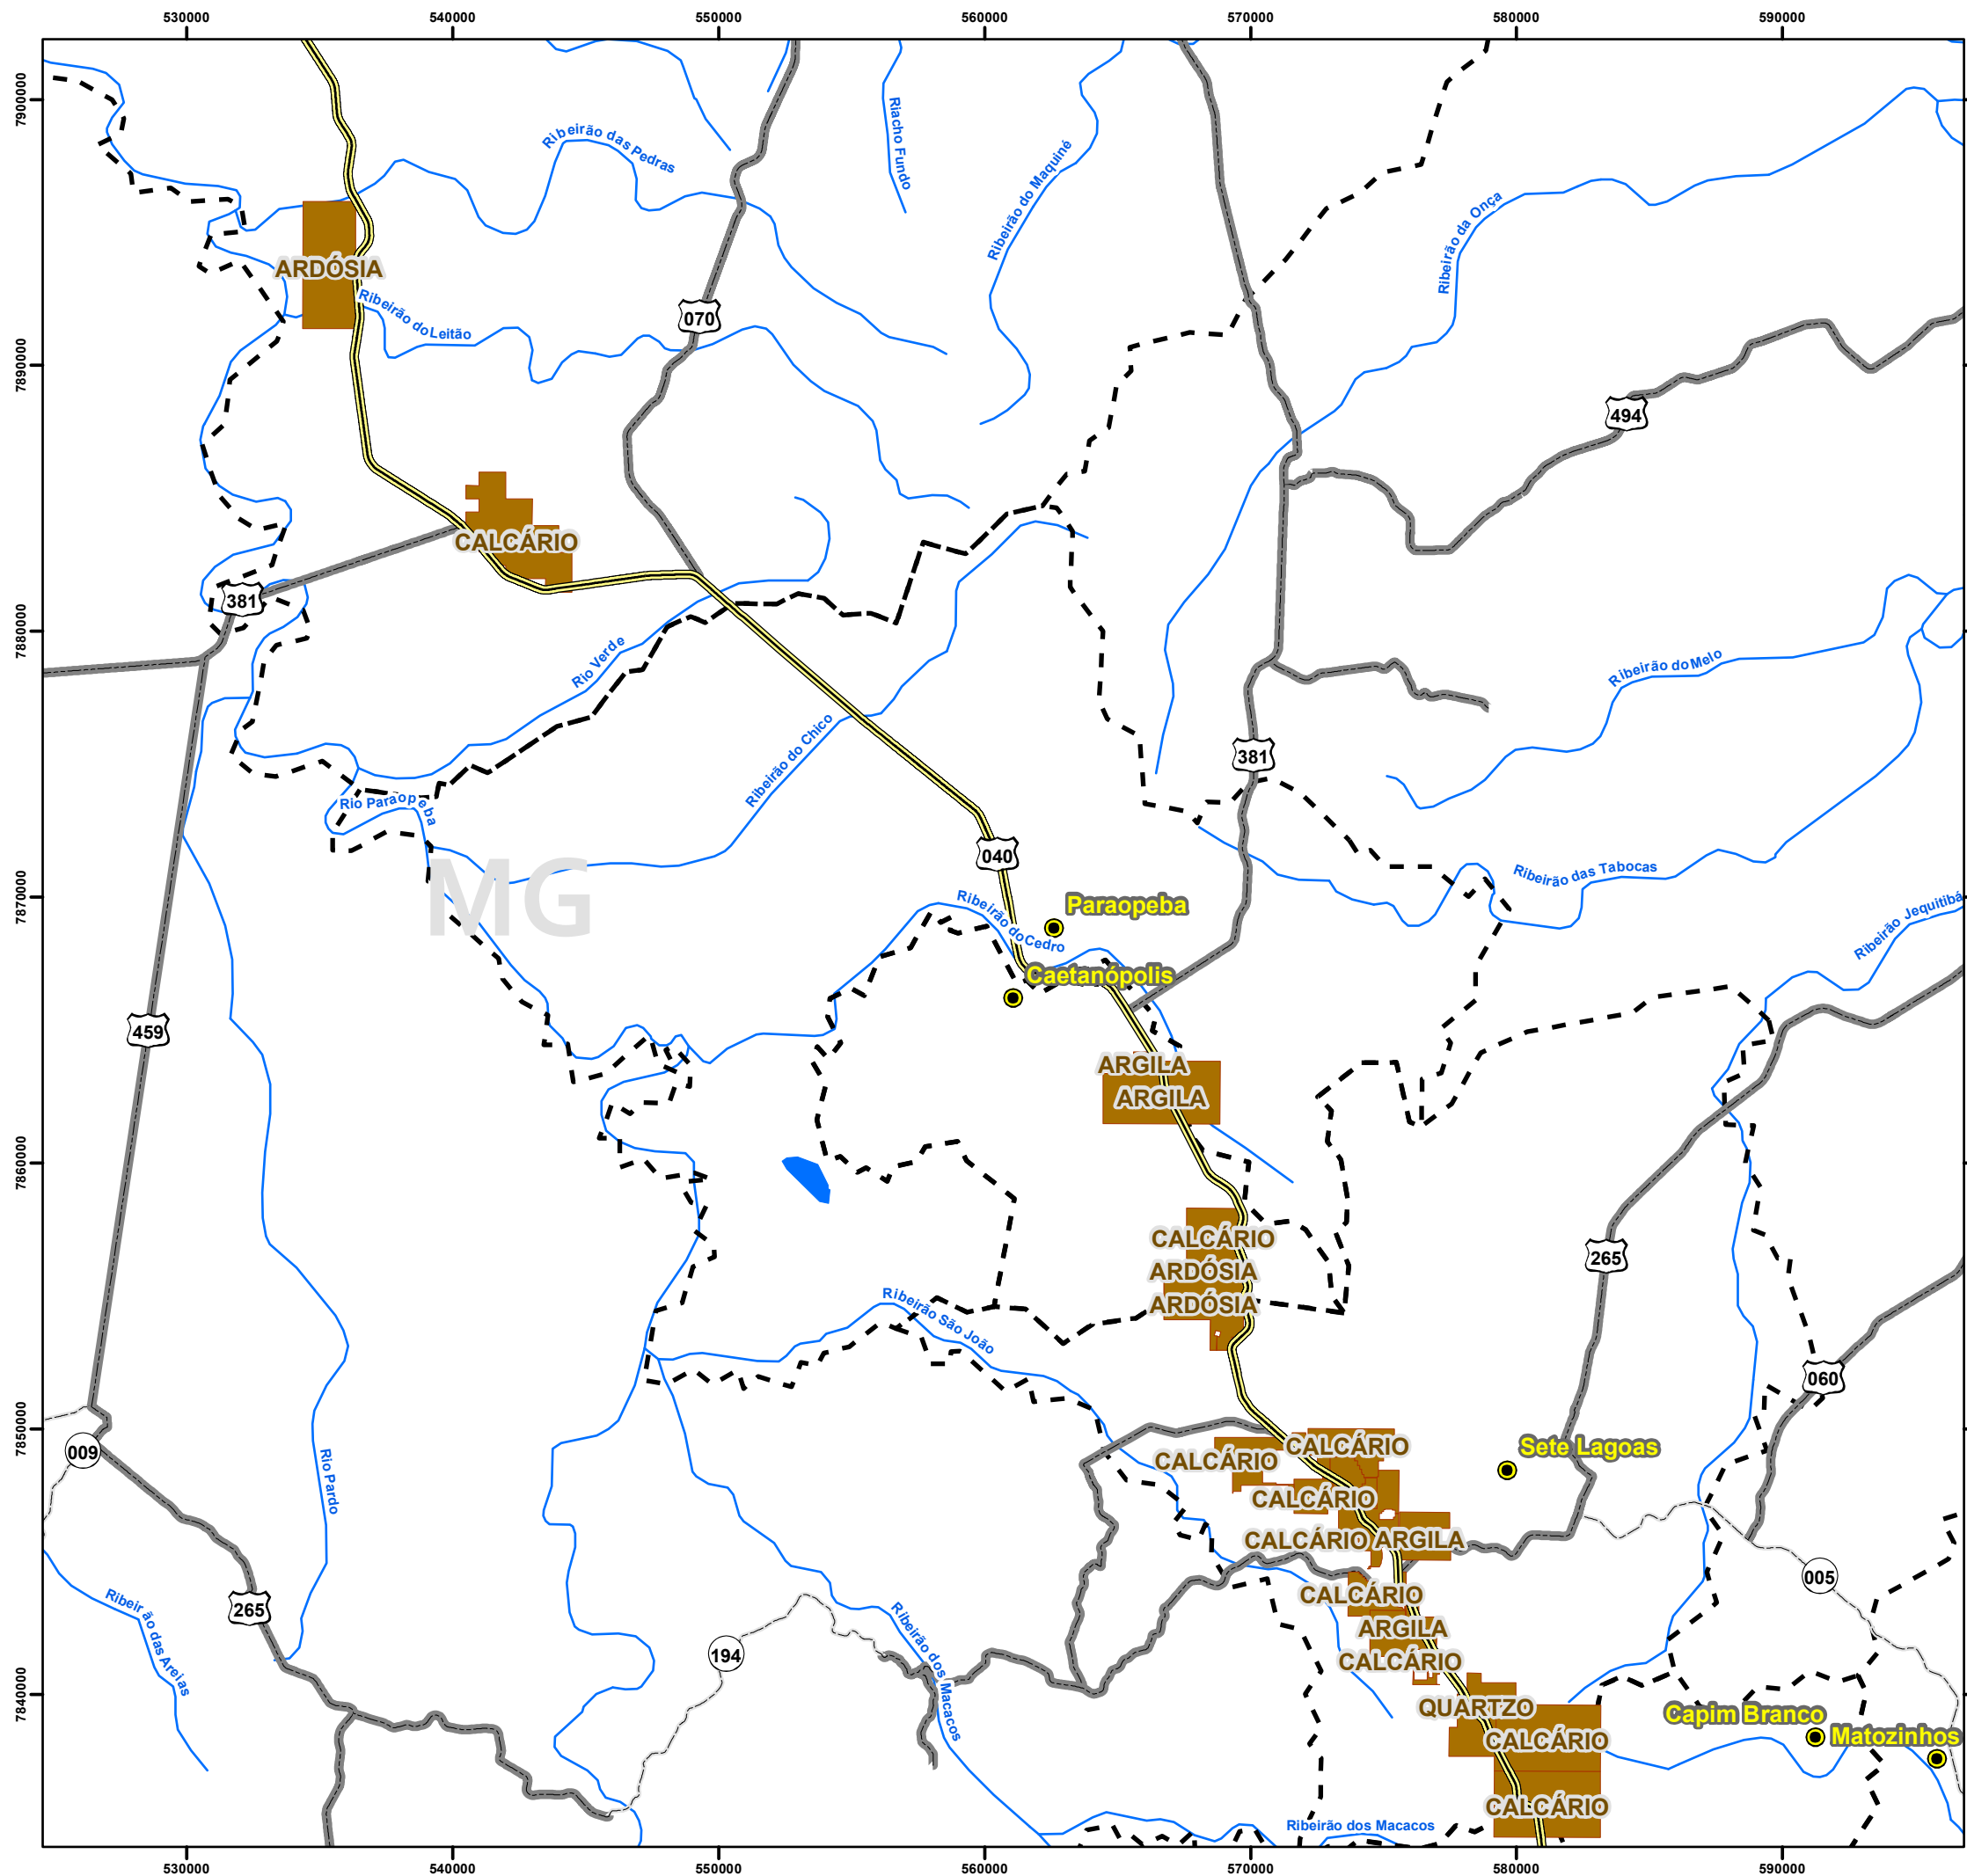 530000
540000
550000
560000
570000
580000
590000
7900000
7890000
7880000
7870000
7860000
7850000
7840000
Ribeirão das Pedras
Riacho Fundo
Ribeirão do Maquiné
Ribeirão da Onça
ARDÓSIA
Ribeirão do Leitão
070
494
CALCÁRIO
381
Rio Verde
Ribeirão do Melo
Ribeirão do Chico
381
Rio Paraopeba
040
MG
Ribeirão das Tabocas
Ribeirão do Cedro
Paraopeba
Ribeirão Jequitibá
Caetanópolis
459
ARGILA
ARGILA
CALCÁRIO
ARDÓSIA
ARDÓSIA
265
Ribeirão São João
060
009
CALCÁRIO
CALCÁRIO
Sete Lagoas
Rio Pardo
CALCÁRIO
CALCÁRIO
ARGILA
005
CALCÁRIO
265
Ribeirão das Areias
Ribeirão dos Macacos
ARGILA
194
CALCÁRIO
QUARTZO
Capim Branco
CALCÁRIO
Matozinhos
CALCÁRIO
Ribeirão dos Macacos
530000
540000
550000
560000
570000
580000
590000